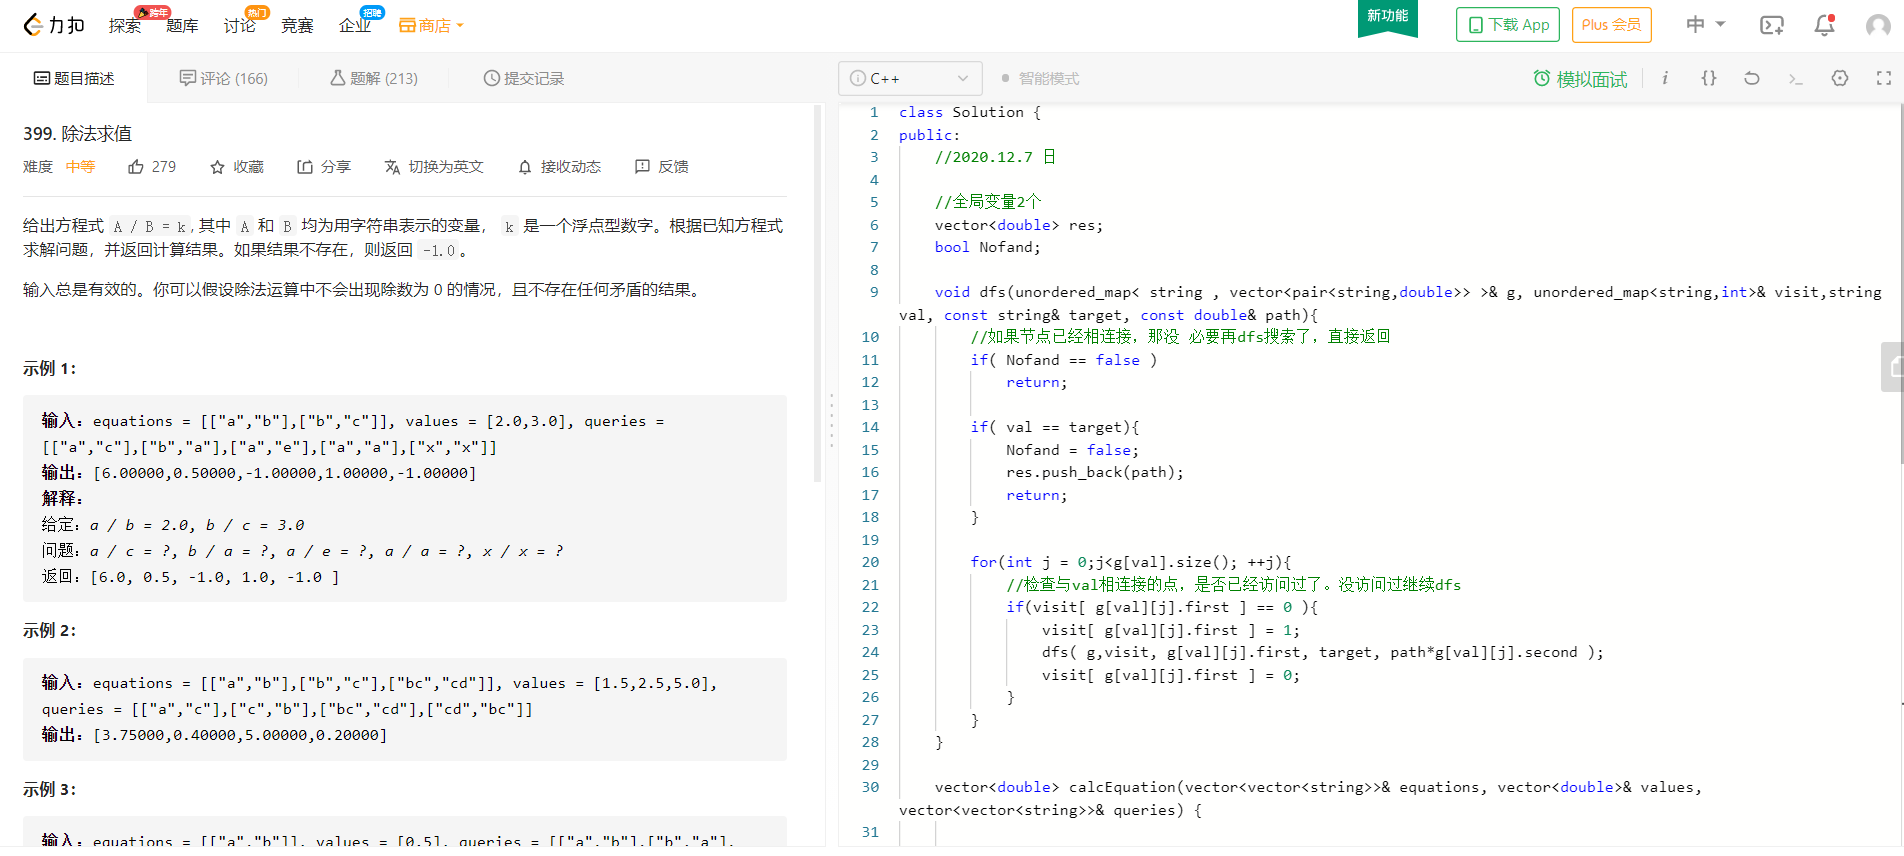 力扣 探索 跨年 题库 讨论 热门 竞赛 企业 招聘 商店 新功能 下载 App Plus 会员 中
题目描述 评论 (166) 题解 (213) 提交记录 C++ 智能模式 模拟面试 i {}
399. 除法求值
难度 中等 279 收藏 分享 切换为英文 接收动态 反馈
给出方程式 A / B = k, 其中 A 和 B 均为用字符串表示的变量， k 是一个浮点型数字。根据已知方程式
求解问题，并返回计算结果。如果结果不存在，则返回 -1.0。
输入总是有效的。你可以假设除法运算中不会出现除数为 0 的情况，且不存在任何矛盾的结果。
示例 1：
输入：equations = [["a","b"],["b","c"]], values = [2.0,3.0], queries =
[["a","c"],["b","a"],["a","e"],["a","a"],["x","x"]]
输出：[6.00000,0.50000,-1.00000,1.00000,-1.00000]
解释：
给定：a / b = 2.0, b / c = 3.0
问题：a / c = ?, b / a = ?, a / e = ?, a / a = ?, x / x = ?
返回：[6.0, 0.5, -1.0, 1.0, -1.0 ]
示例 2：
输入：equations = [["a","b"],["b","c"],["bc","cd"]], values = [1.5,2.5,5.0],
queries = [["a","c"],["c","b"],["bc","cd"],["cd","bc"]]
输出：[3.75000,0.40000,5.00000,0.20000]
示例 3：
输入：equations = [["a","b"]], values = [0.5], queries = [["a","b"],["b","a"],
1 class Solution {
2 public:
3 //2020.12.7 日
4
5 //全局变量2个
6 vector<double> res;
7 bool Nofand;
8
9 void dfs(unordered_map< string , vector<pair<string,double>> >& g, unordered_map<string,int>& visit,string
val, const string& target, const double& path){
10 //如果节点已经相连接，那没 必要再dfs搜索了，直接返回
11 if( Nofand == false )
12 return;
13
14 if( val == target){
15 Nofand = false;
16 res.push_back(path);
17 return;
18 }
19
20 for(int j = 0;j<g[val].size(); ++j){
21 //检查与val相连接的点，是否已经访问过了。没访问过继续dfs
22 if(visit[ g[val][j].first ] == 0 ){
23 visit[ g[val][j].first ] = 1;
24 dfs( g,visit, g[val][j].first, target, path*g[val][j].second );
25 visit[ g[val][j].first ] = 0;
26 }
27 }
28 }
29
30 vector<double> calcEquation(vector<vector<string>>& equations, vector<double>& values,
vector<vector<string>>& queries) {
31